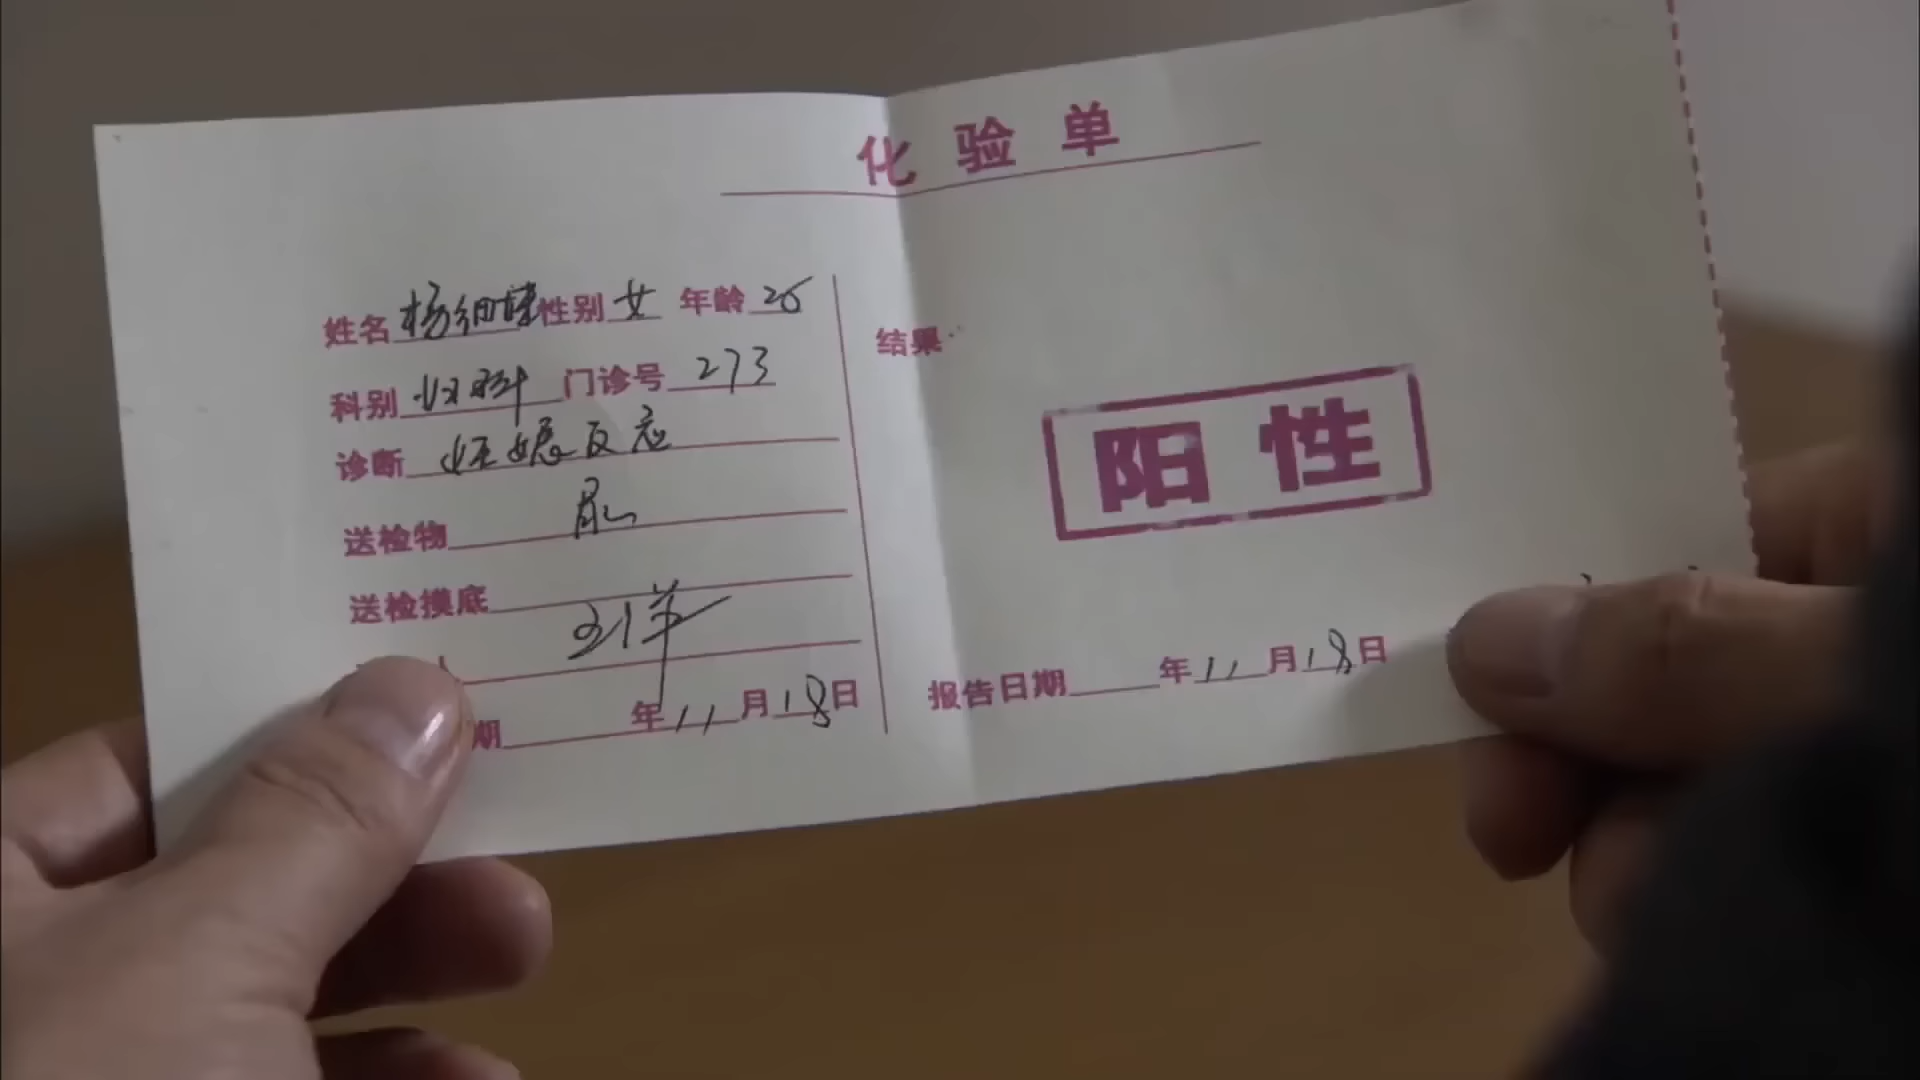 化验单
姓名 杨细妹 性别 女 年龄 26
科别 妇科 门诊号 273
诊断 妊娠反应
送检物 尿
送检摸底
期 年 11 月 18 日
结果:
阳性
报告日期 年 11 月 18 日